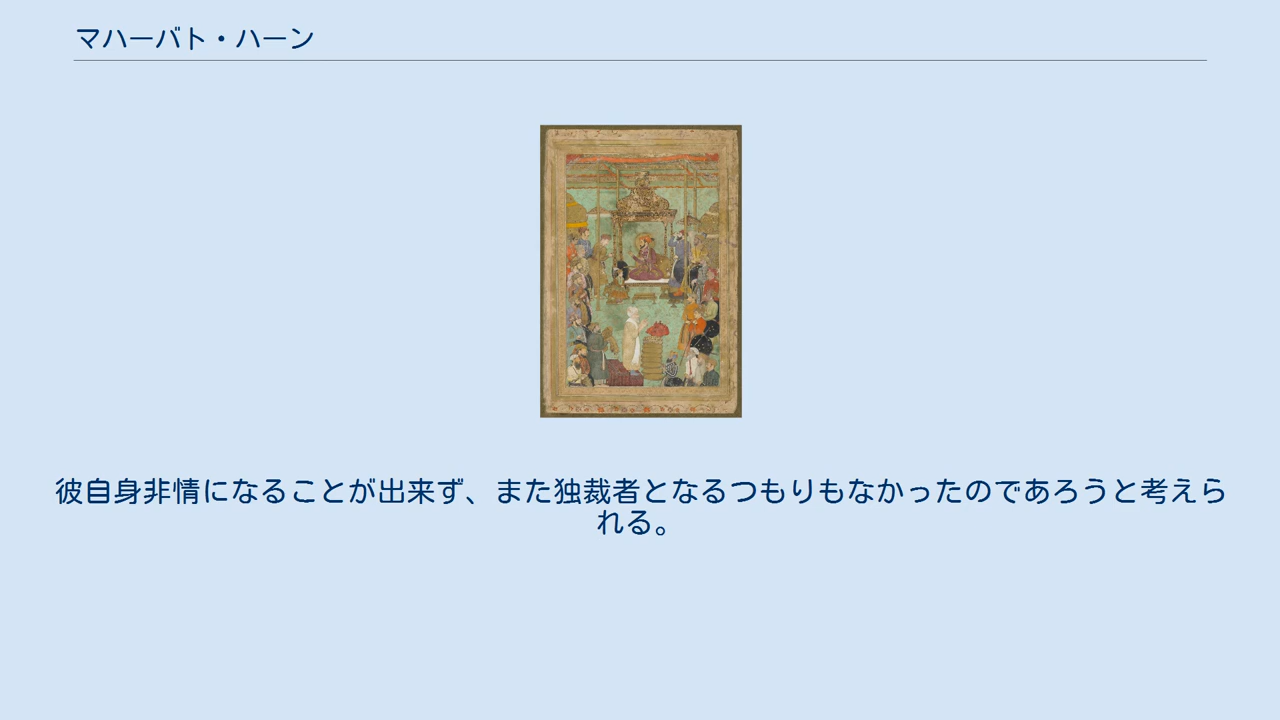 マハーバト・ハーン
彼自身非情になることが出来ず、また独裁者となるつもりもなかったのであろうと考えら
れる。